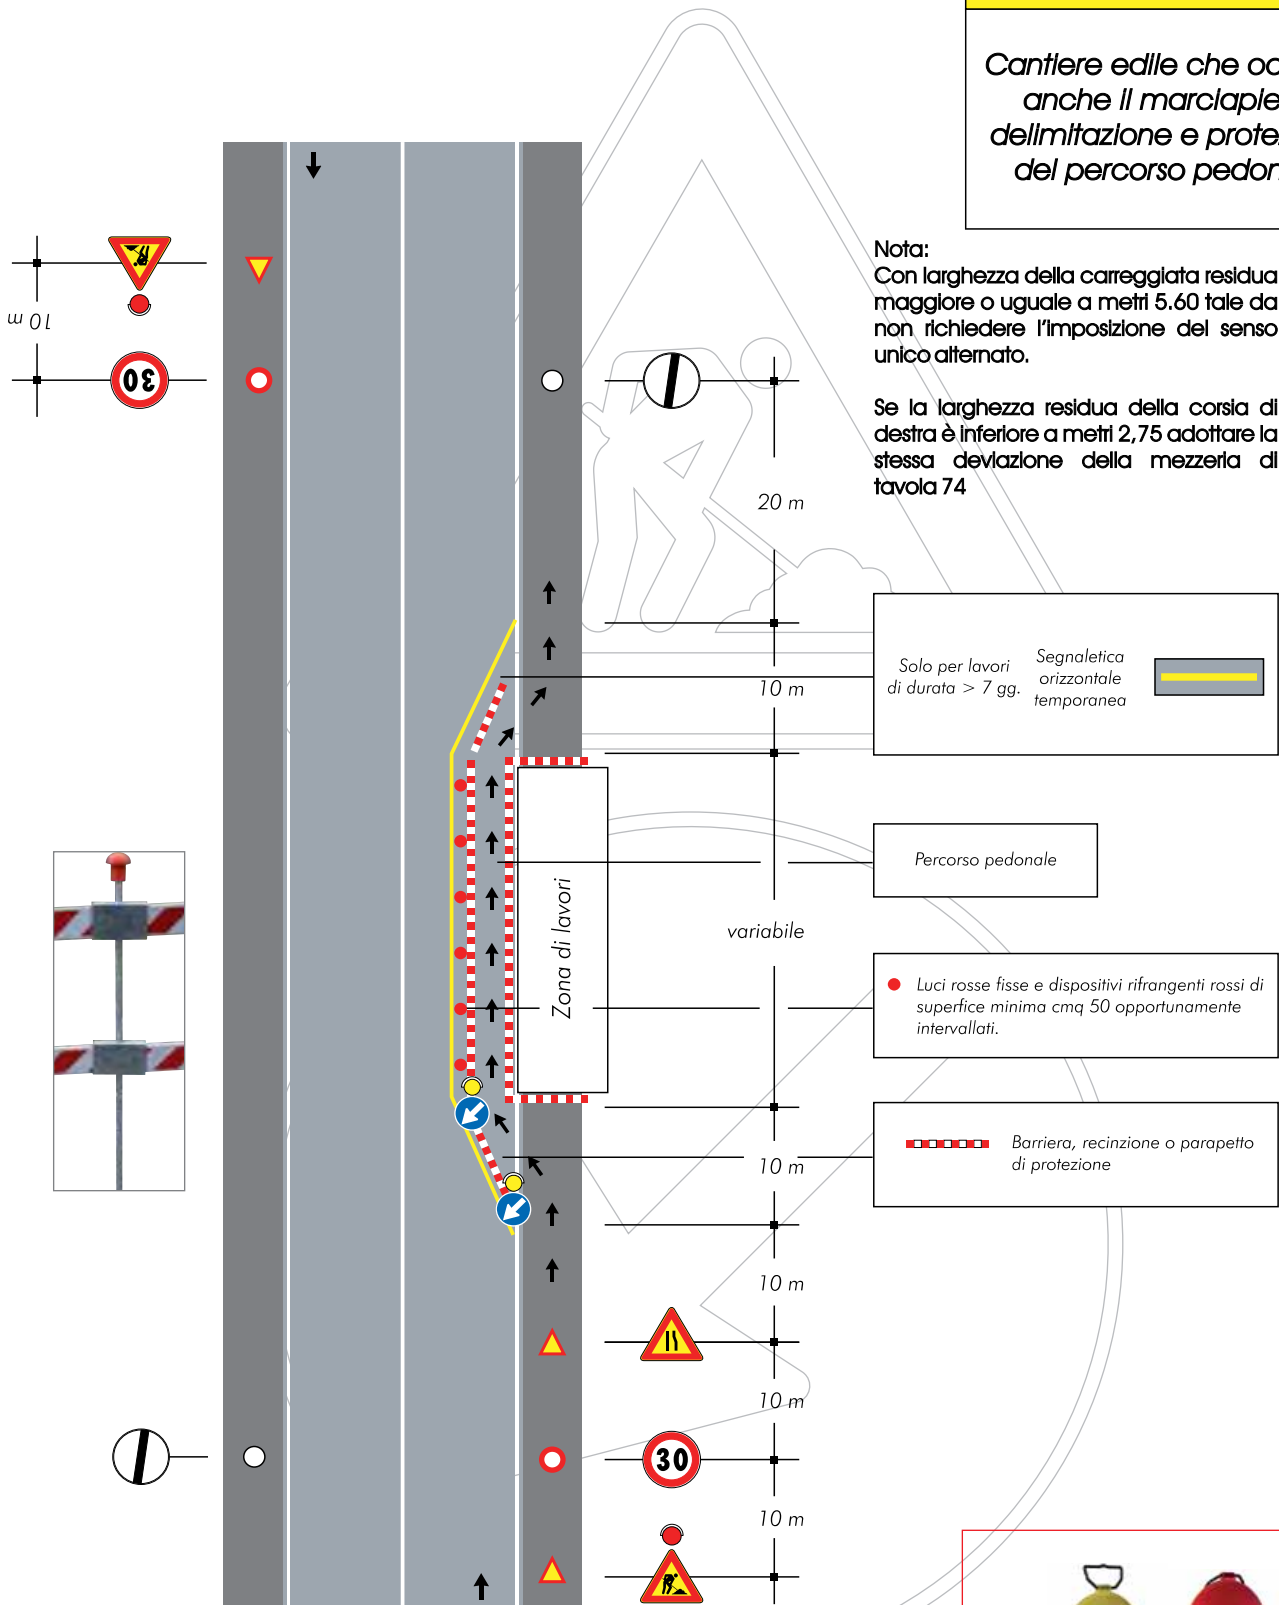 Cantiere edile che
anche il marciapie
delimitazione e prote
del percorso pedon
Nota:
Con larghezza della carreggiata residua
maggiore o uguale a metri 5.60 tale da
non richiedere l'imposizione del senso
unico alternato.
Se la larghezza residua della corsia di
destra è inferiore a metri 2,75 adottare la
stessa deviazione della mezzeria di
tavola 74
10 m
30
20 m
10 m
Solo per lavori
di durata > 7 gg.
Segnaletica
orizzontale
temporanea
Percorso pedonale
variabile
Zona di lavori
Luci rosse fisse e dispositivi rifrangenti rossi di
superfice minima cmq 50 opportunamente
intervallati.
Barriera, recinzione o parapetto
di protezione
10 m
10 m
10 m
30
10 m